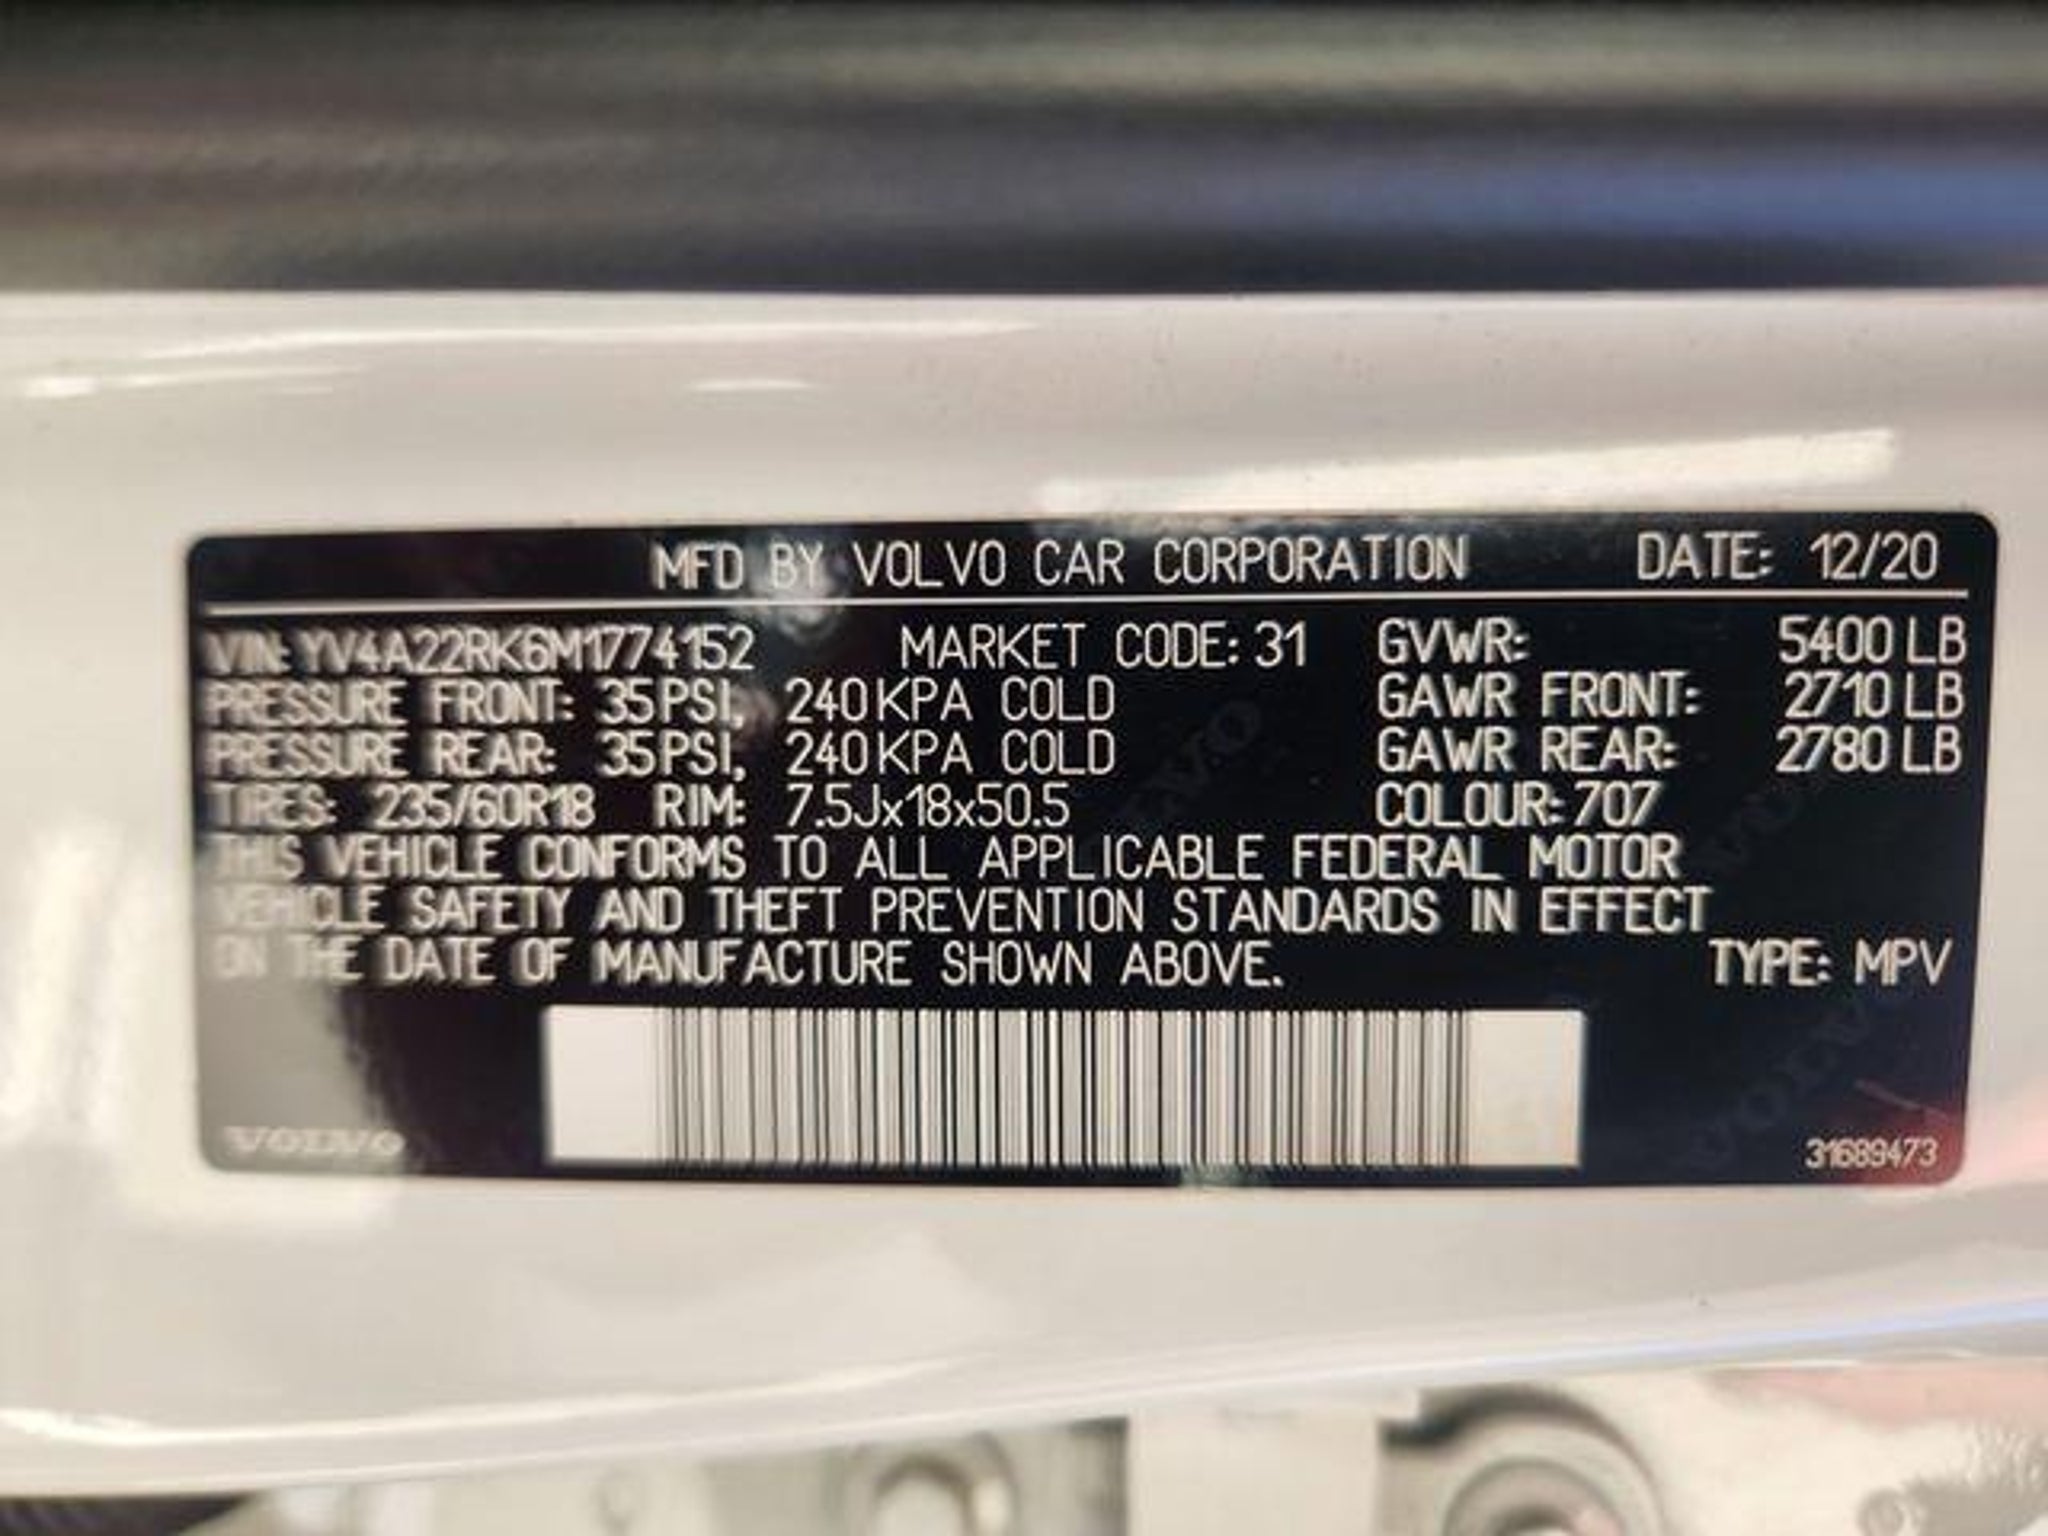 MFD BY VOLVO CAR CORPORATION DATE: 12/20
VIN: YV4A22RK6M1774152 MARKET CODE: 31 GVWR: 5400 LB
PRESSURE FRONT: 35 PSI, 240 KPA COLD GAWR FRONT: 2710 LB
PRESSURE REAR: 35 PSI, 240 KPA COLD GAWR REAR: 2780 LB
TIRES: 235/60R18 RIM: 7.5Jx18x50.5 COLOUR: 707
THIS VEHICLE CONFORMS TO ALL APPLICABLE FEDERAL MOTOR
VEHICLE SAFETY AND THEFT PREVENTION STANDARDS IN EFFECT
ON THE DATE OF MANUFACTURE SHOWN ABOVE. TYPE: MPV
VOLVO 31689473